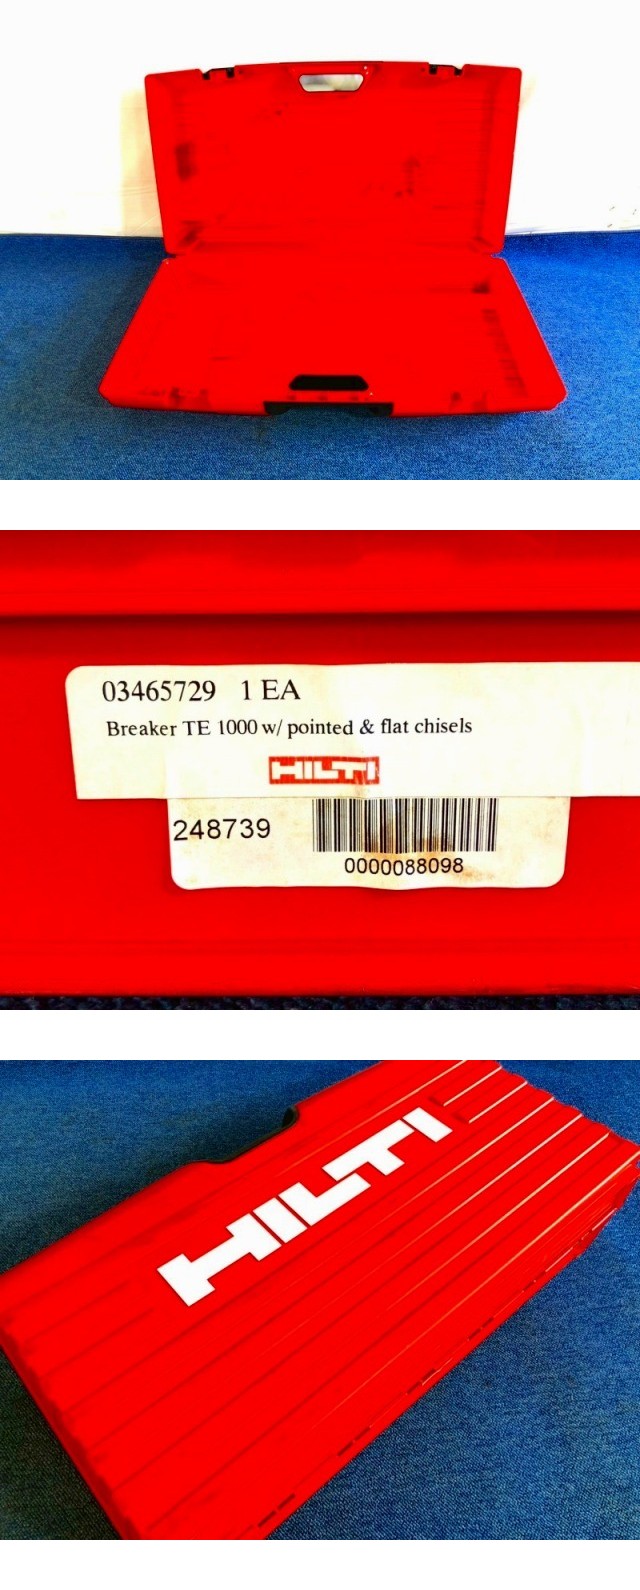 03465729 1 EA
Breaker TE 1000 w/ pointed & flat chisels
HILTI
248739
0000088098
HILTI